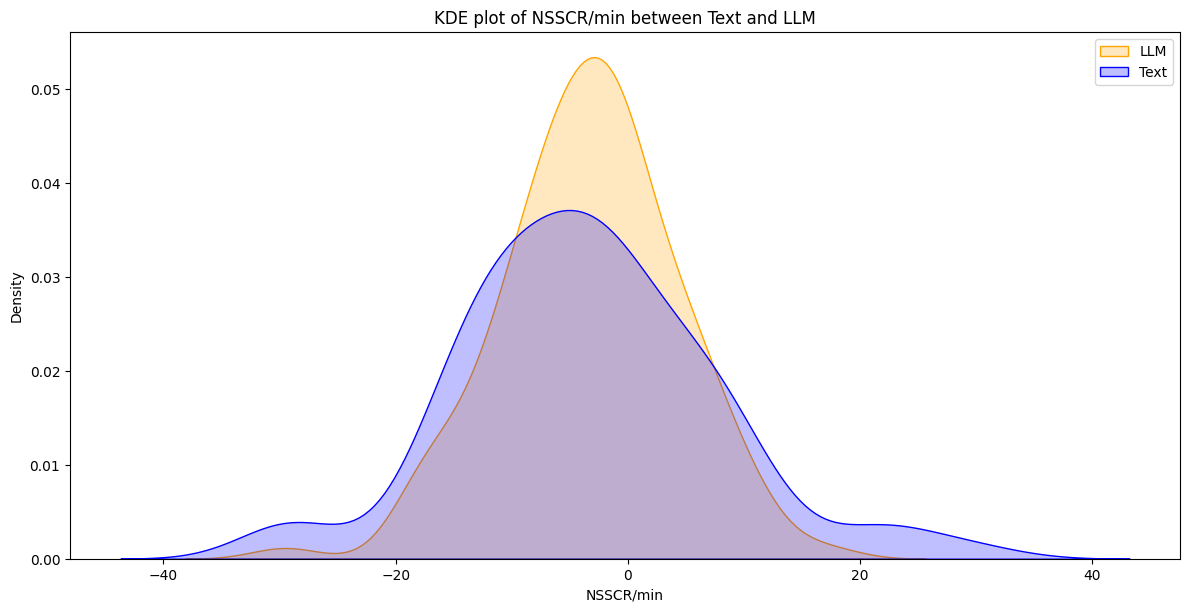 KDE plot of NSSCR/min between Text and LLM
LLM
Text
0.05
0.04
0.03
0.02
0.01
0.00
Density
−40
−20
0
20
40
NSSCR/min